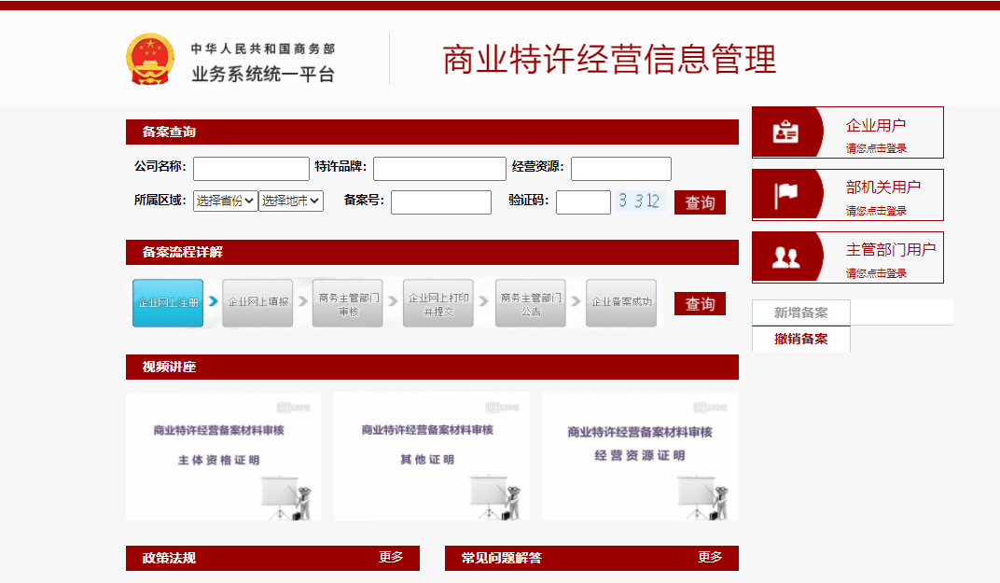 中华人民共和国商务部
业务系统统一平台
商业特许经营信息管理
备案查询
公司名称： 特许品牌： 经营资源：
所属区域： 选择省份 选择地市 备案号： 验证码： 3 312 查询
企业用户
请您点击登录
部机关用户
请您点击登录
主管部门用户
请您点击登录
新增备案
撤销备案
备案流程详解
企业网上注册
企业网上填报
商务主管部门
审核
企业网上打印
并提交
商务主管部门
公告
企业备案成功
查询
视频讲座
商业特许经营备案材料审核
主体资格证明
商业特许经营备案材料审核
其他证明
商业特许经营备案材料审核
经营资源证明
政策法规 更多
常见问题解答 更多